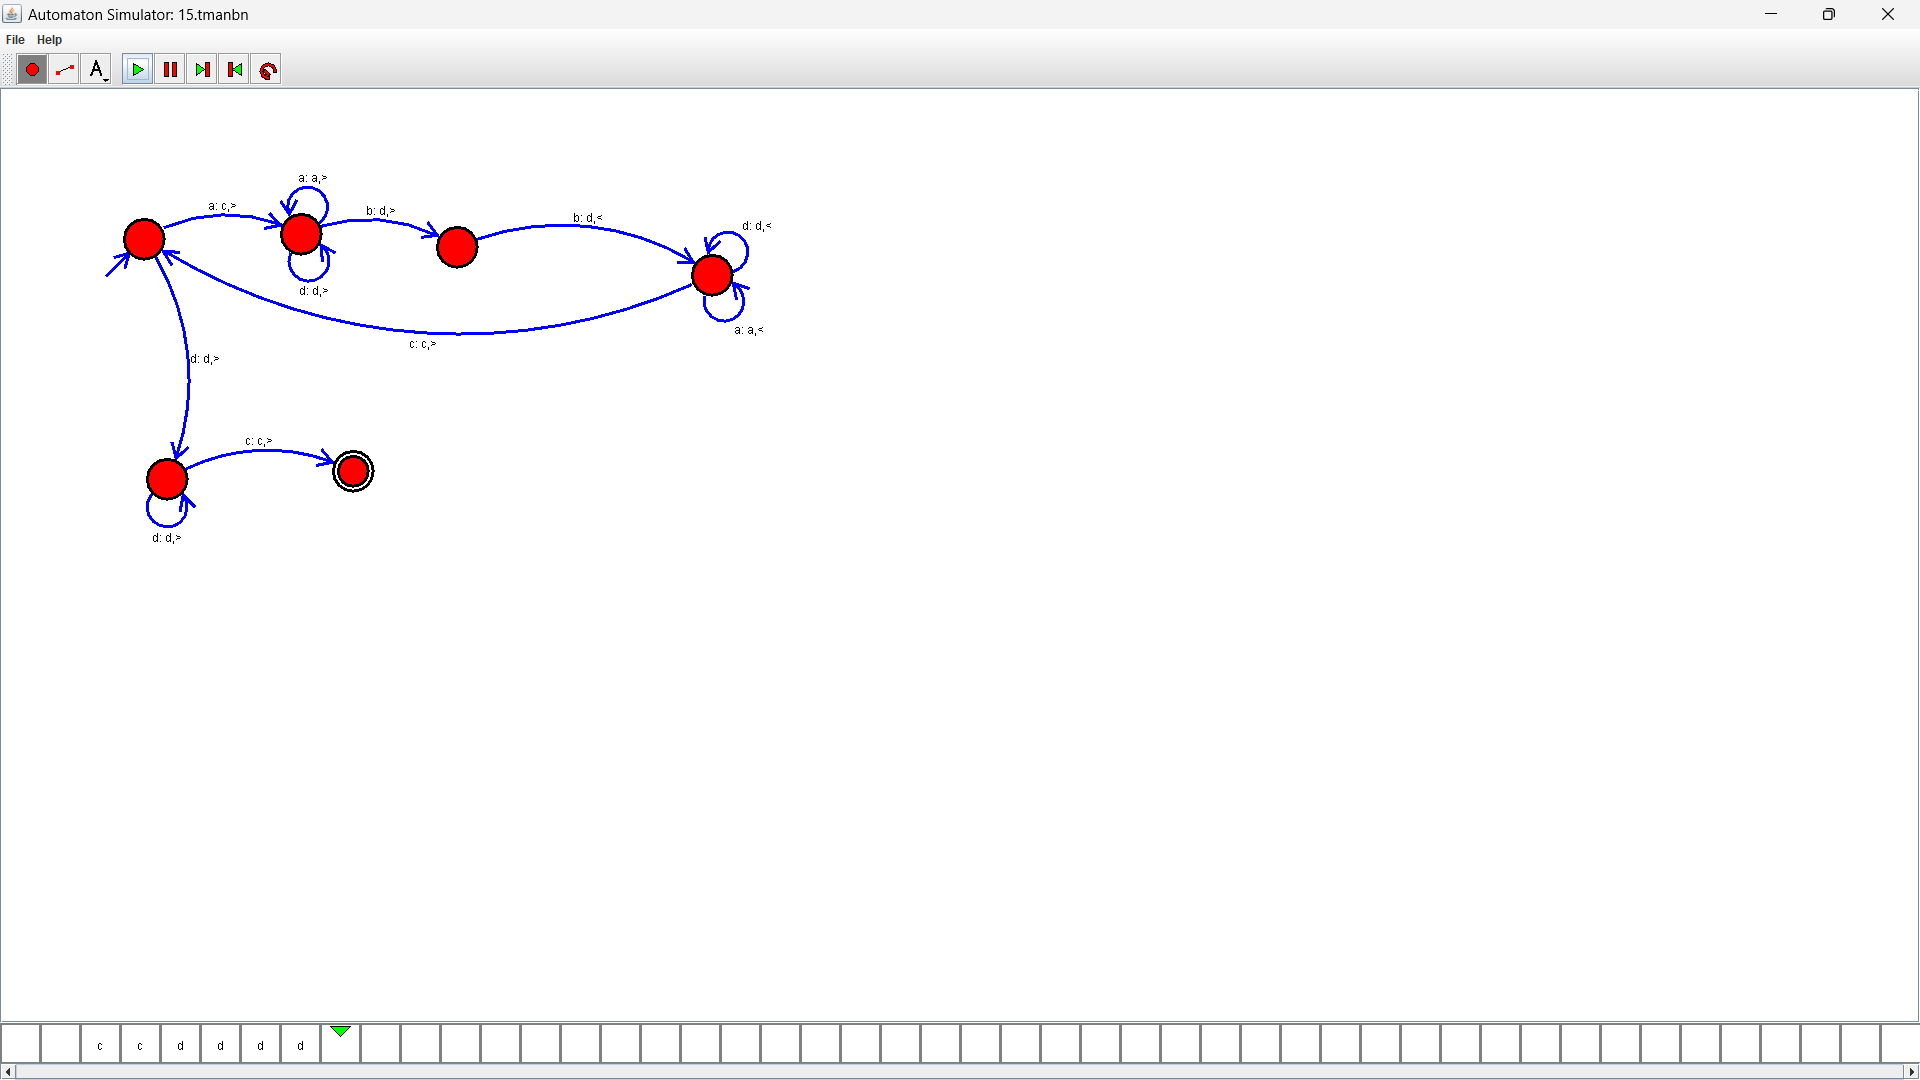 Automaton Simulator: 15.tmanbn
File Help
A
a: a,>
a: c,>
b: d,>
b: d,<
d: d,<
d: d,>
a: a,<
c: c,>
d: d,>
c: c,>
d: d,>
c c d d d d